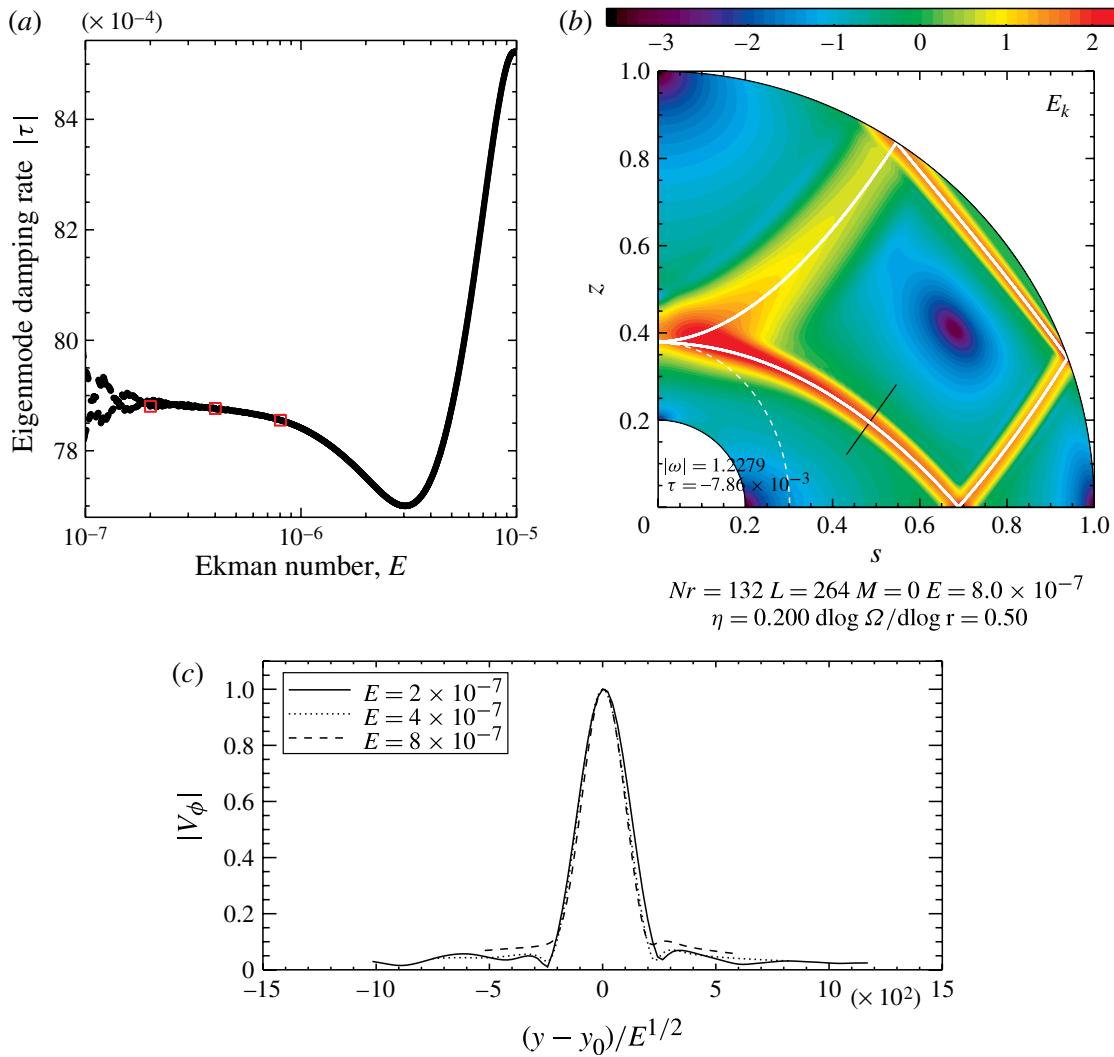 (a) (× 10⁻⁴)
84
82
80
78
Eigenmode damping rate |τ|
10⁻⁷ 10⁻⁶ 10⁻⁵
Ekman number, E
(b)
−3 −2 −1 0 1 2
E_k
1.0
0.8
0.6
0.4
0.2
z
|ω| = 1.2279
τ = −7.86 × 10⁻³
0 0.2 0.4 0.6 0.8 1.0
s
Nr = 132 L = 264 M = 0 E = 8.0 × 10⁻⁷
η = 0.200 dlog Ω/dlog r = 0.50
(c)
E = 2 × 10⁻⁷
E = 4 × 10⁻⁷
E = 8 × 10⁻⁷
1.0
0.8
0.6
0.4
0.2
0
|V_ϕ|
−15 −10 −5 0 5 10 15
(× 10²)
(y − y₀)/E^{1/2}